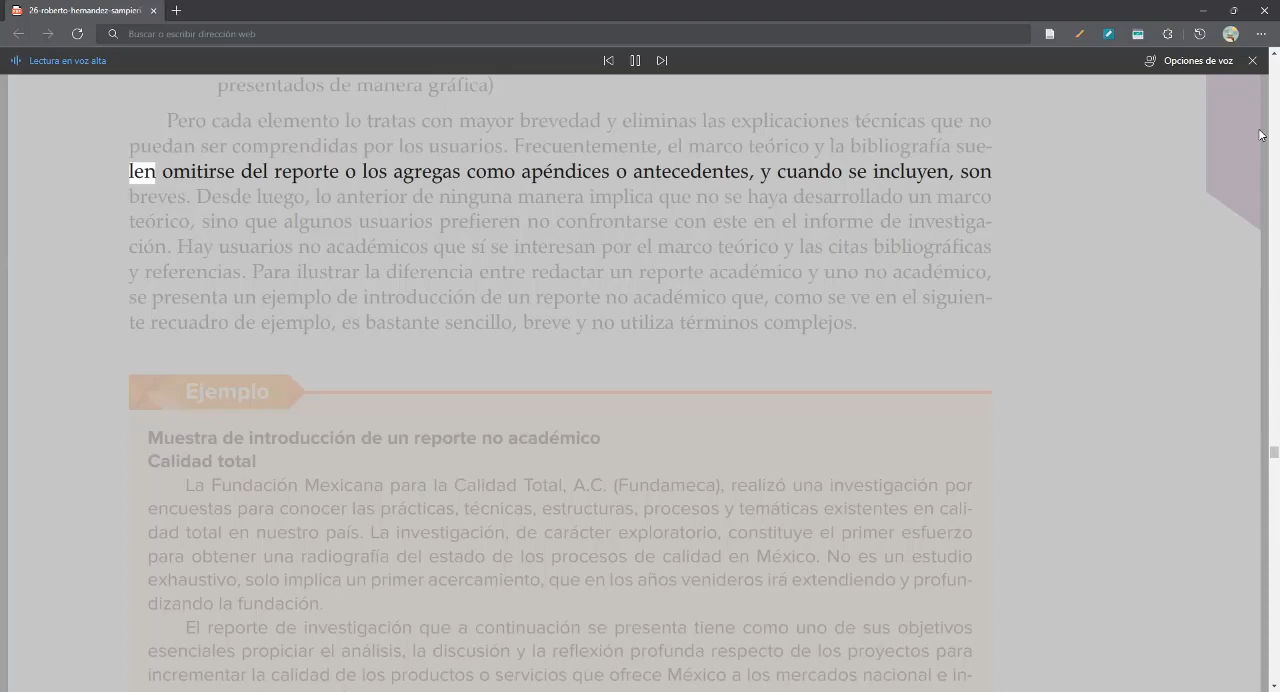 26-roberto-hernandez-sampieri
Buscar o escribir dirección web
Lectura en voz alta
Opciones de voz
presentados de manera gráfica)
Pero cada elemento lo tratas con mayor brevedad y eliminas las explicaciones técnicas que no
puedan ser comprendidas por los usuarios. Frecuentemente, el marco teórico y la bibliografía sue-
len omitirse del reporte o los agregas como apéndices o antecedentes, y cuando se incluyen, son
breves. Desde luego, lo anterior de ninguna manera implica que no se haya desarrollado un marco
teórico, sino que algunos usuarios prefieren no confrontarse con este en el informe de investiga-
ción. Hay usuarios no académicos que sí se interesan por el marco teórico y las citas bibliográficas
y referencias. Para ilustrar la diferencia entre redactar un reporte académico y uno no académico,
se presenta un ejemplo de introducción de un reporte no académico que, como se ve en el siguien-
te recuadro de ejemplo, es bastante sencillo, breve y no utiliza términos complejos.
Ejemplo
Muestra de introducción de un reporte no académico
Calidad total
La Fundación Mexicana para la Calidad Total, A.C. (Fundameca), realizó una investigación por
encuestas para conocer las prácticas, técnicas, estructuras, procesos y temáticas existentes en cali-
dad total en nuestro país. La investigación, de carácter exploratorio, constituye el primer esfuerzo
para obtener una radiografía del estado de los procesos de calidad en México. No es un estudio
exhaustivo, solo implica un primer acercamiento, que en los años venideros irá extendiendo y profun-
dizando la fundación.
El reporte de investigación que a continuación se presenta tiene como uno de sus objetivos
esenciales propiciar el análisis, la discusión y la reflexión profunda respecto de los proyectos para
incrementar la calidad de los productos o servicios que ofrece México a los mercados nacional e in-